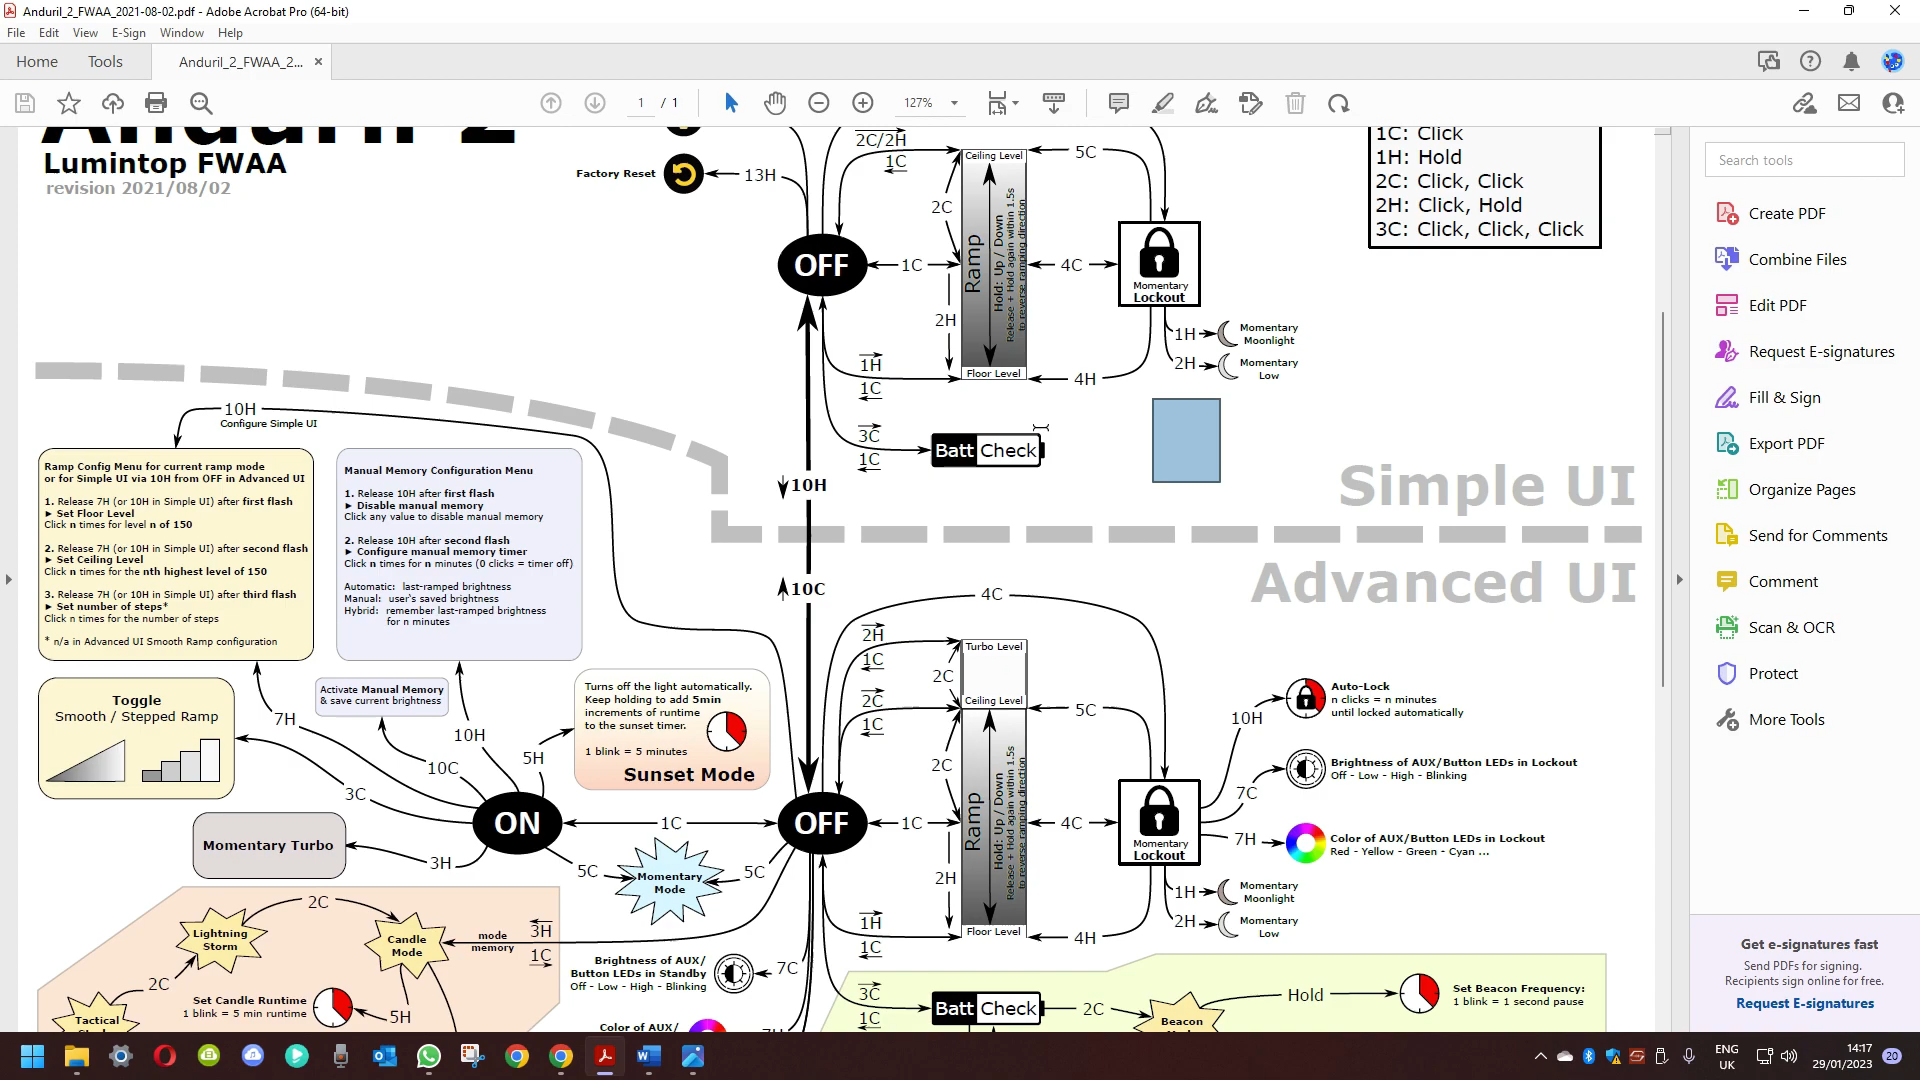 Anduril_2_FWAA_2021-08-02.pdf - Adobe Acrobat Pro (64-bit)
File Edit View E-Sign Window Help
Home Tools Anduril_2_FWAA_2... ×
1 / 1 127%
Anduril 2
Lumintop FWAA
revision 2021/08/02
Factory Reset
13H
2C/2H
1C
Ceiling Level
5C
2C
OFF
1C
Ramp
Hold: Up / Down
Release + Hold again within 1.5s
to reverse ramping direction
4C
Momentary
Lockout
2H
1H
1C
Floor Level
4H
1H
Momentary
Moonlight
2H
Momentary
Low
3C
1C
Batt Check
1C: Click
1H: Hold
2C: Click, Click
2H: Click, Hold
3C: Click, Click, Click
Simple UI
10H
10C
Advanced UI
10H
Configure Simple UI
Ramp Config Menu for current ramp mode
or for Simple UI via 10H from OFF in Advanced UI
1. Release 7H (or 10H in Simple UI) after first flash
► Set Floor Level
Click n times for level n of 150
2. Release 7H (or 10H in Simple UI) after second flash
► Set Ceiling Level
Click n times for the nth highest level of 150
3. Release 7H (or 10H in Simple UI) after third flash
► Set number of steps*
Click n times for the number of steps
* n/a in Advanced UI Smooth Ramp configuration
Manual Memory Configuration Menu
1. Release 10H after first flash
► Disable manual memory
Click any value to disable manual memory
2. Release 10H after second flash
► Configure manual memory timer
Click n times for n minutes (0 clicks = timer off)
Automatic: last-ramped brightness
Manual: user's saved brightness
Hybrid: remember last-ramped brightness
for n minutes
Toggle
Smooth / Stepped Ramp
Activate Manual Memory
& save current brightness
7H
10H
10C
3C
5H
Turns off the light automatically.
Keep holding to add 5min
increments of runtime
to the sunset timer.
1 blink = 5 minutes
Sunset Mode
Momentary Turbo
3H
ON
1C
5C
Momentary
Mode
5C
OFF
4C
2H
1C
Turbo Level
2C
2C
1C
Ceiling Level
5C
2C
1C
Ramp
Hold: Up / Down
Release + Hold again within 1.5s
to reverse ramping direction
4C
Momentary
Lockout
2H
1H
1C
Floor Level
4H
10H
Auto-Lock
n clicks = n minutes
until locked automatically
7C
Brightness of AUX/Button LEDs in Lockout
Off - Low - High - Blinking
7H
Color of AUX/Button LEDs in Lockout
Red - Yellow - Green - Cyan ...
1H
Momentary
Moonlight
2H
Momentary
Low
2C
Lightning
Storm
Candle
Mode
mode
memory
3H
1C
2C
Tactical
Set Candle Runtime
1 blink = 5 min runtime
5H
Brightness of AUX/
Button LEDs in Standby
Off - Low - High - Blinking
7C
Color of AUX/
7H
3C
1C
Batt Check
2C
Beacon
Hold
Set Beacon Frequency:
1 blink = 1 second pause
Search tools
Create PDF
Combine Files
Edit PDF
Request E-signatures
Fill & Sign
Export PDF
Organize Pages
Send for Comments
Comment
Scan & OCR
Protect
More Tools
Get e-signatures fast
Send PDFs for signing.
Recipients sign online for free.
Request E-signatures
ENG
UK
14:17
29/01/2023
20